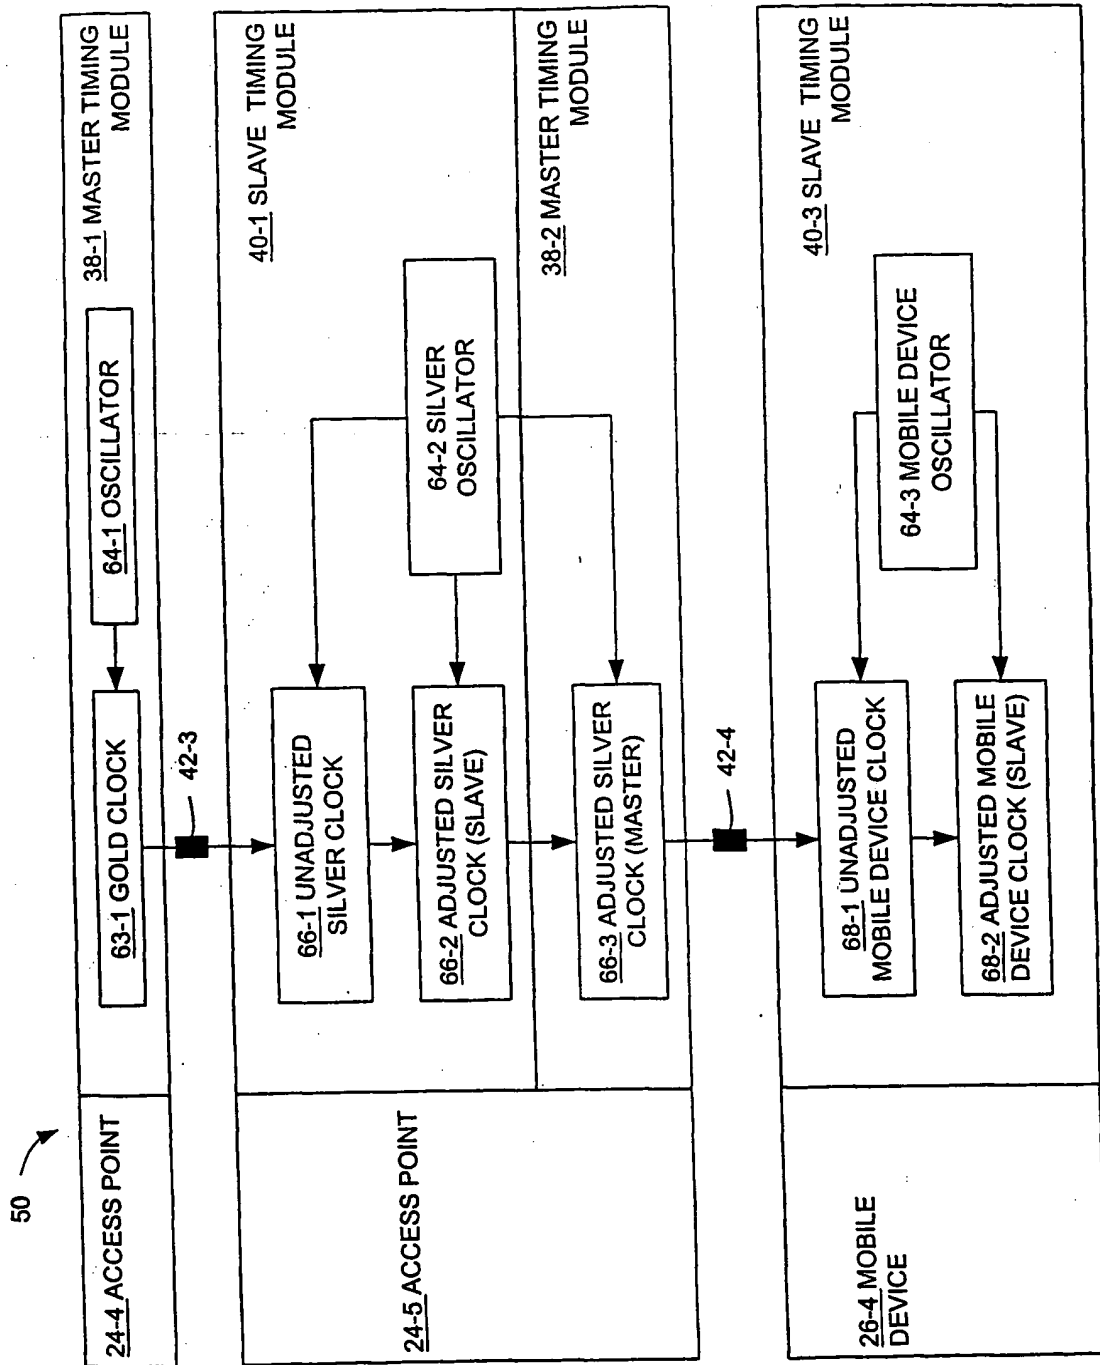 50
24-4 ACCESS POINT
63-1 GOLD CLOCK
64-1 OSCILLATOR
38-1 MASTER TIMING
MODULE
42-3
24-5 ACCESS POINT
66-1 UNADJUSTED
SILVER CLOCK
66-2 ADJUSTED SILVER
CLOCK (SLAVE)
64-2 SILVER
OSCILLATOR
40-1 SLAVE TIMING
MODULE
66-3 ADJUSTED SILVER
CLOCK (MASTER)
38-2 MASTER TIMING
MODULE
42-4
26-4 MOBILE
DEVICE
68-1 UNADJUSTED
MOBILE DEVICE CLOCK
68-2 ADJUSTED MOBILE
DEVICE CLOCK (SLAVE)
64-3 MOBILE DEVICE
OSCILLATOR
40-3 SLAVE TIMING
MODULE